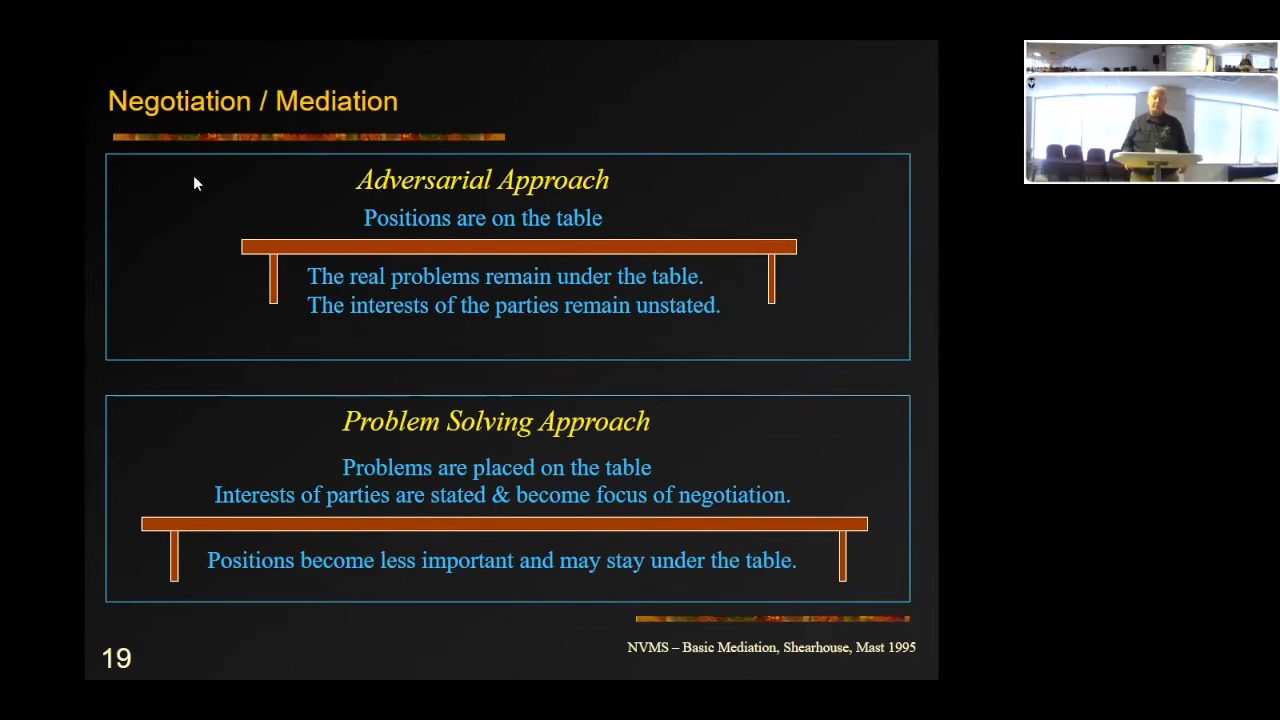 Negotiation / Mediation
Adversarial Approach
Positions are on the table
The real problems remain under the table.
The interests of the parties remain unstated.
Problem Solving Approach
Problems are placed on the table
Interests of parties are stated & become focus of negotiation.
Positions become less important and may stay under the table.
19
NVMS – Basic Mediation, Shearhouse, Mast 1995